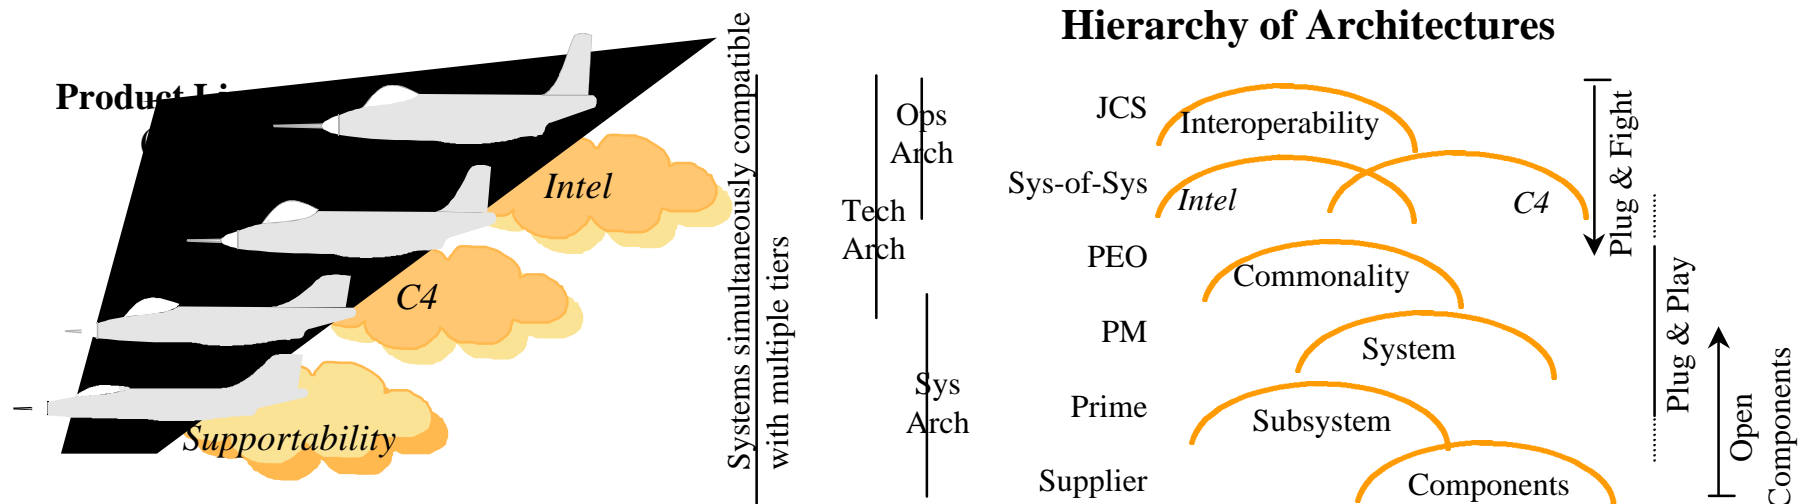 Hierarchy of Architectures
Product
Intel
C4
Supportability
Systems simultaneously compatible
with multiple tiers
Ops
Arch
Tech
Arch
Sys
Arch
JCS
Interoperability
Sys-of-Sys
Intel
C4
PEO
Commonality
PM
System
Prime
Subsystem
Supplier
Components
Plug & Fight
Plug & Play
Open
Components